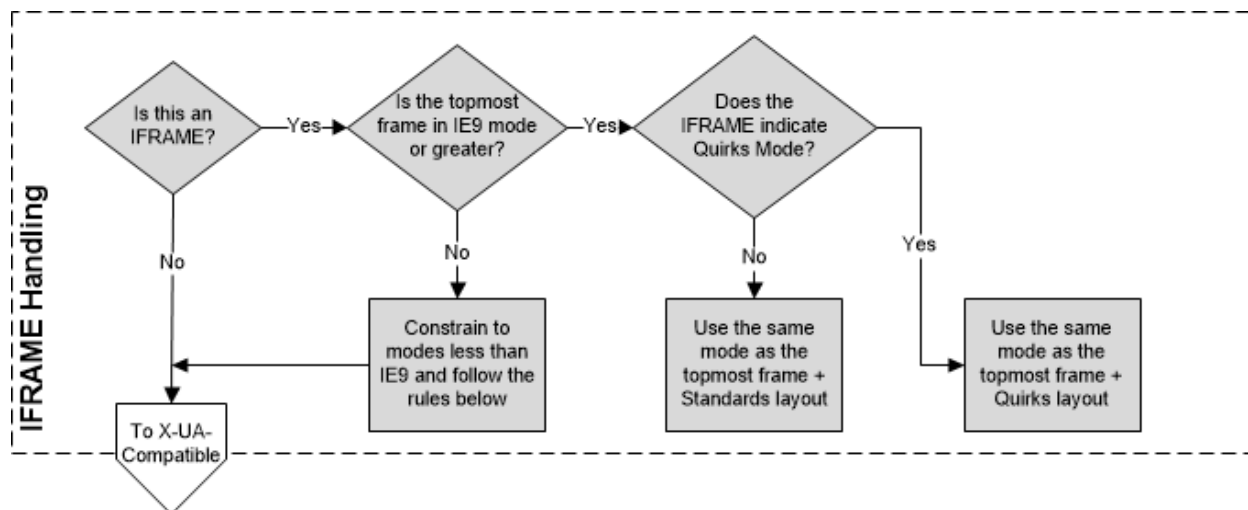 IFRAME Handling
Is this an
IFRAME?
Yes
Is the topmost
frame in IE9 mode
or greater?
Yes
Does the
IFRAME indicate
Quirks Mode?
No
No
No
Yes
Constrain to
modes less than
IE9 and follow the
rules below
Use the same
mode as the
topmost frame +
Standards layout
Use the same
mode as the
topmost frame +
Quirks layout
To X-UA-
Compatible